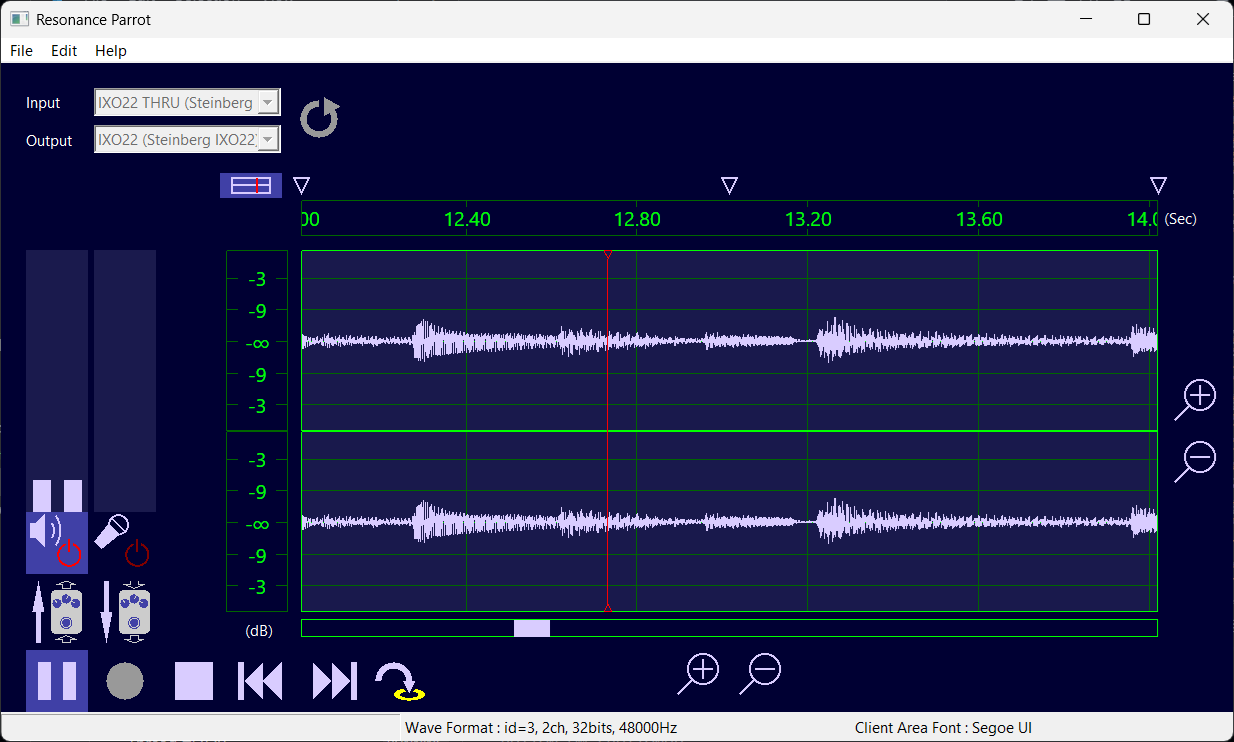 Resonance Parrot
File Edit Help
Input IXO22 THRU (Steinberg
Output IXO22 (Steinberg IXO22)
00 12.40 12.80 13.20 13.60 14.0 (Sec)
-3
-9
-∞
-9
-3
-3
-9
-∞
-9
-3
(dB)
Wave Format : id=3, 2ch, 32bits, 48000Hz Client Area Font : Segoe UI